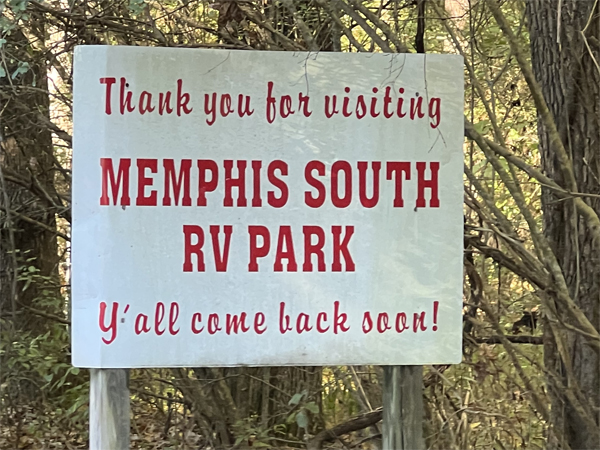 Thank you for visiting
MEMPHIS SOUTH
RV PARK
Y'all come back soon!